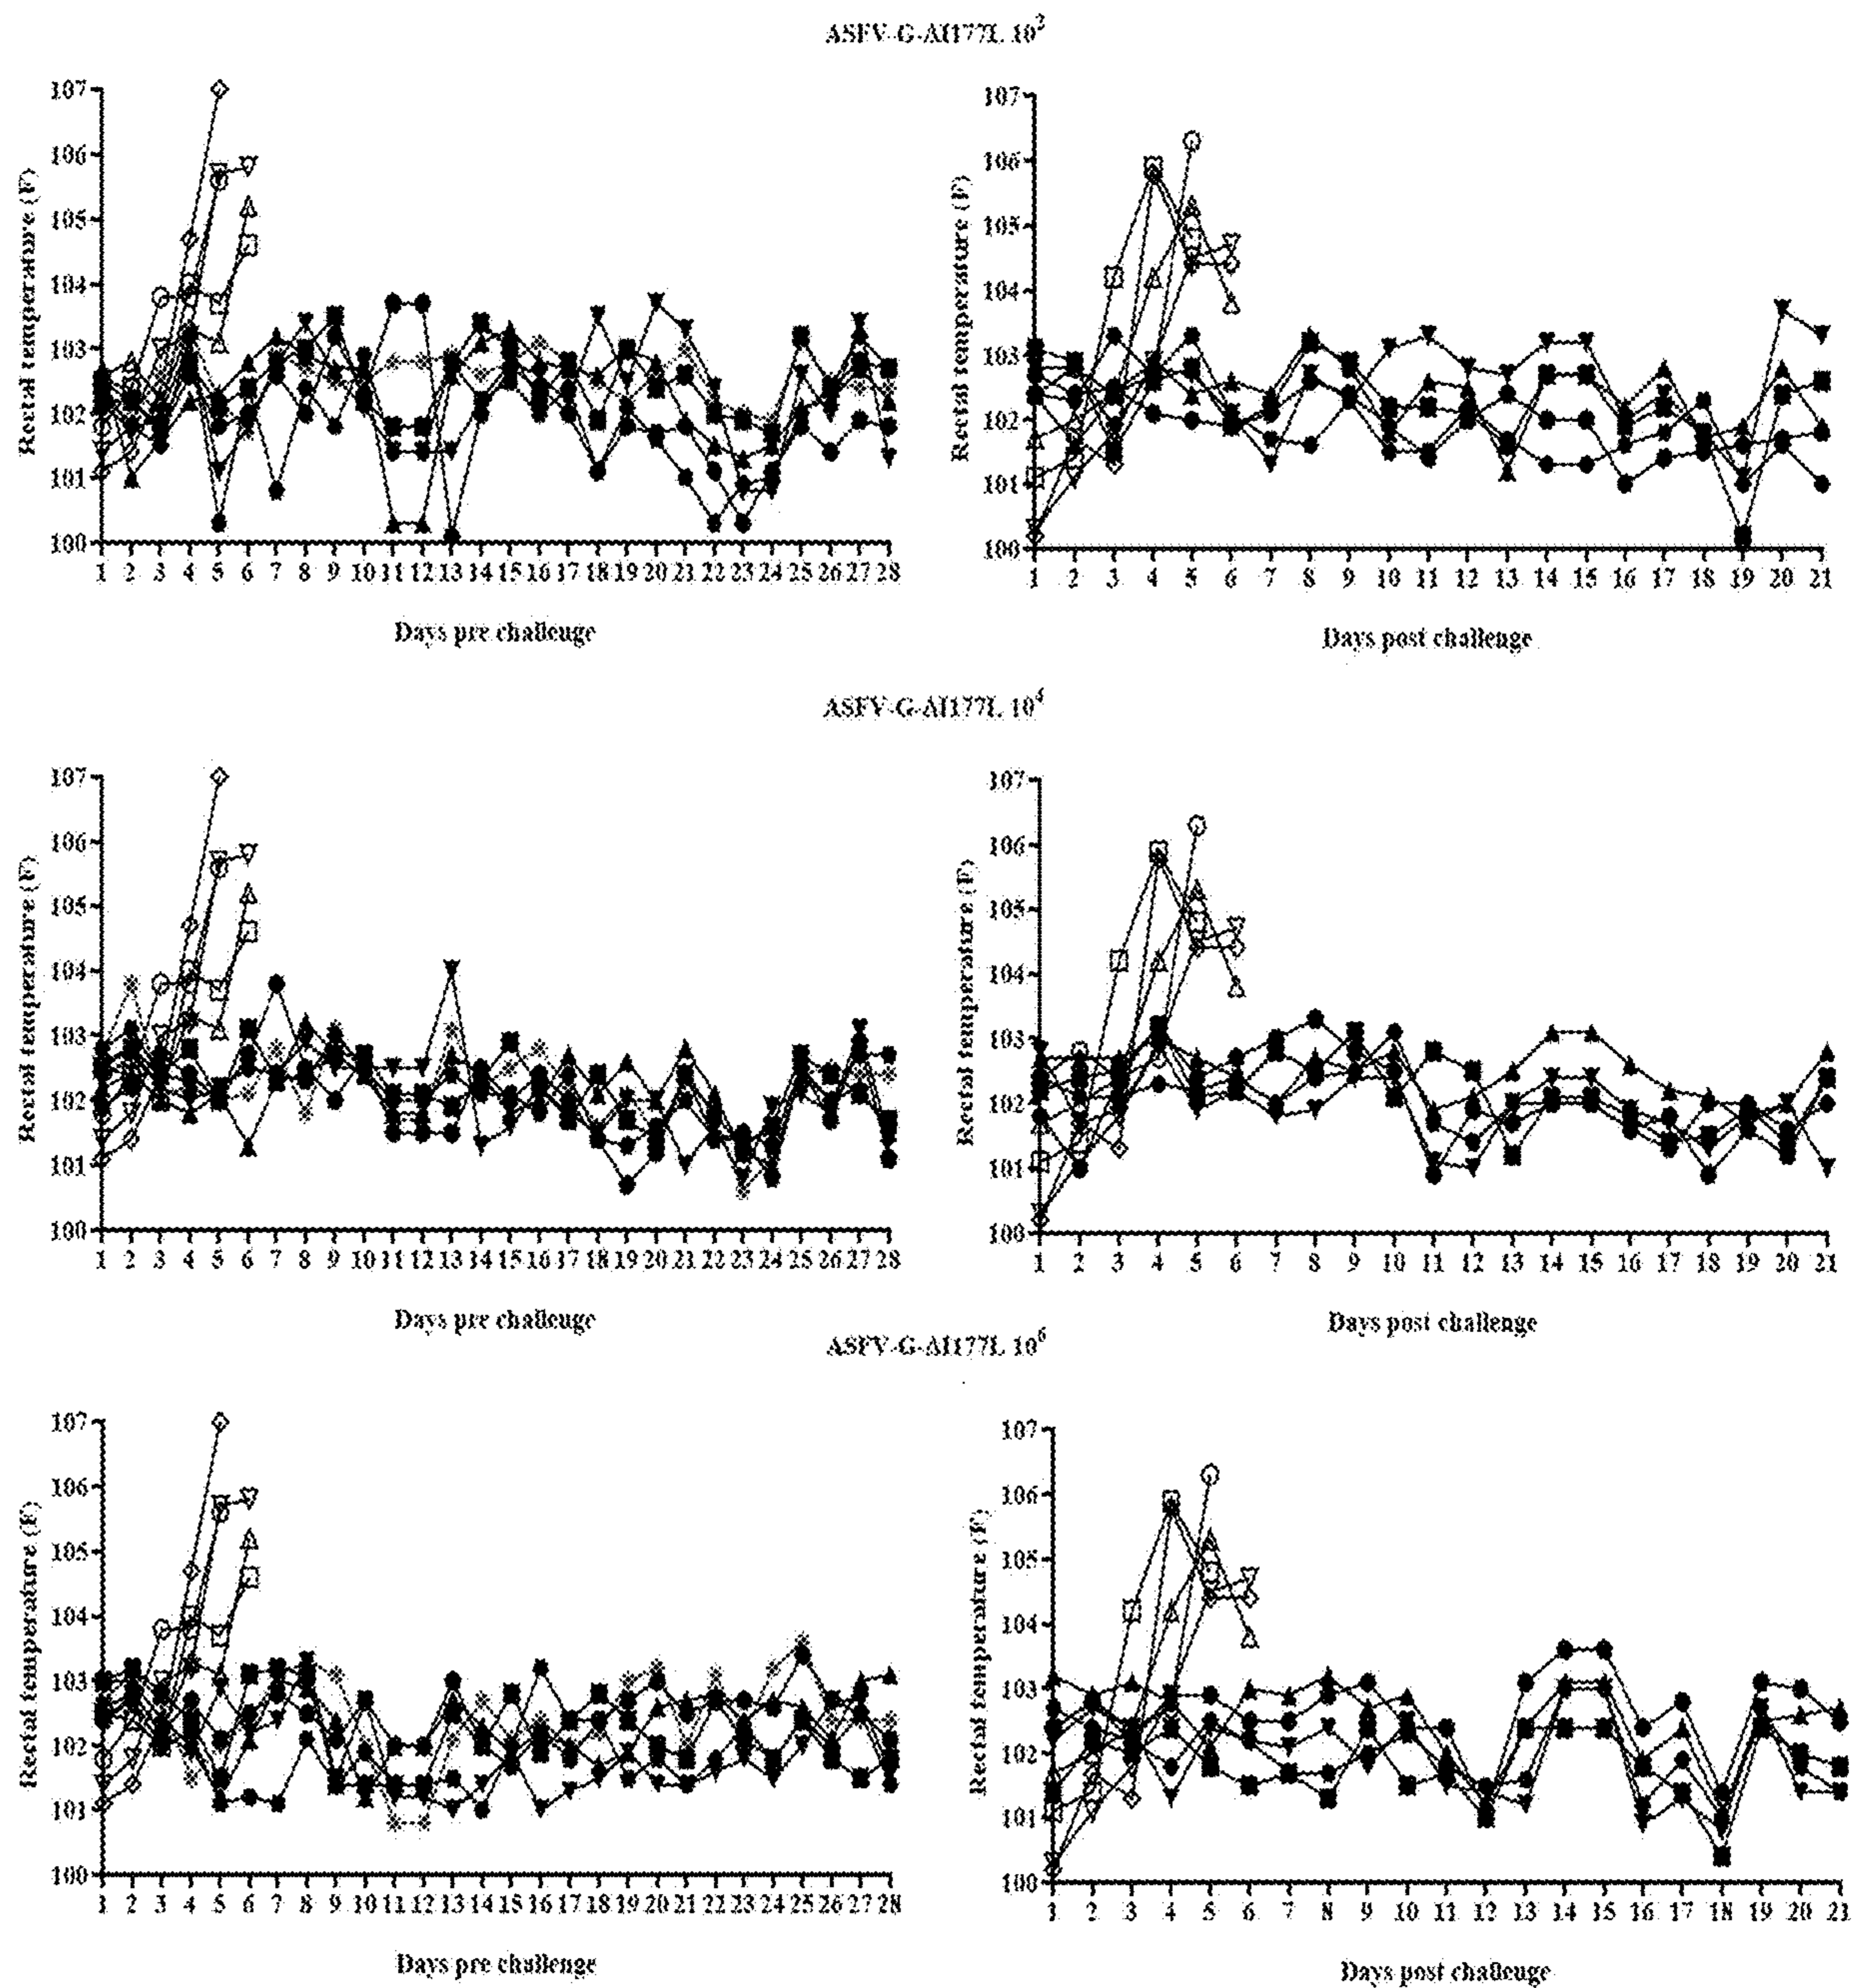 ASFV-G-ΔI177L 10²
107
106
105
104
103
102
101
100
Rectal temperature (F)
1 2 3 4 5 6 7 8 9 10 11 12 13 14 15 16 17 18 19 20 21 22 23 24 25 26 27 28
Days pre challenge
107
106
105
104
103
102
101
100
Rectal temperature (F)
1 2 3 4 5 6 7 8 9 10 11 12 13 14 15 16 17 18 19 20 21
Days post challenge
ASFV-G-ΔI177L 10⁴
107
106
105
104
103
102
101
100
Rectal temperature (F)
1 2 3 4 5 6 7 8 9 10 11 12 13 14 15 16 17 18 19 20 21 22 23 24 25 26 27 28
Days pre challenge
107
106
105
104
103
102
101
100
Rectal temperature (F)
1 2 3 4 5 6 7 8 9 10 11 12 13 14 15 16 17 18 19 20 21
Days post challenge
ASFV-G-ΔI177L 10⁶
107
106
105
104
103
102
101
100
Rectal temperature (F)
1 2 3 4 5 6 7 8 9 10 11 12 13 14 15 16 17 18 19 20 21 22 23 24 25 26 27 28
Days pre challenge
107
106
105
104
103
102
101
100
Rectal temperature (F)
1 2 3 4 5 6 7 8 9 10 11 12 13 14 15 16 17 18 19 20 21
Days post challenge